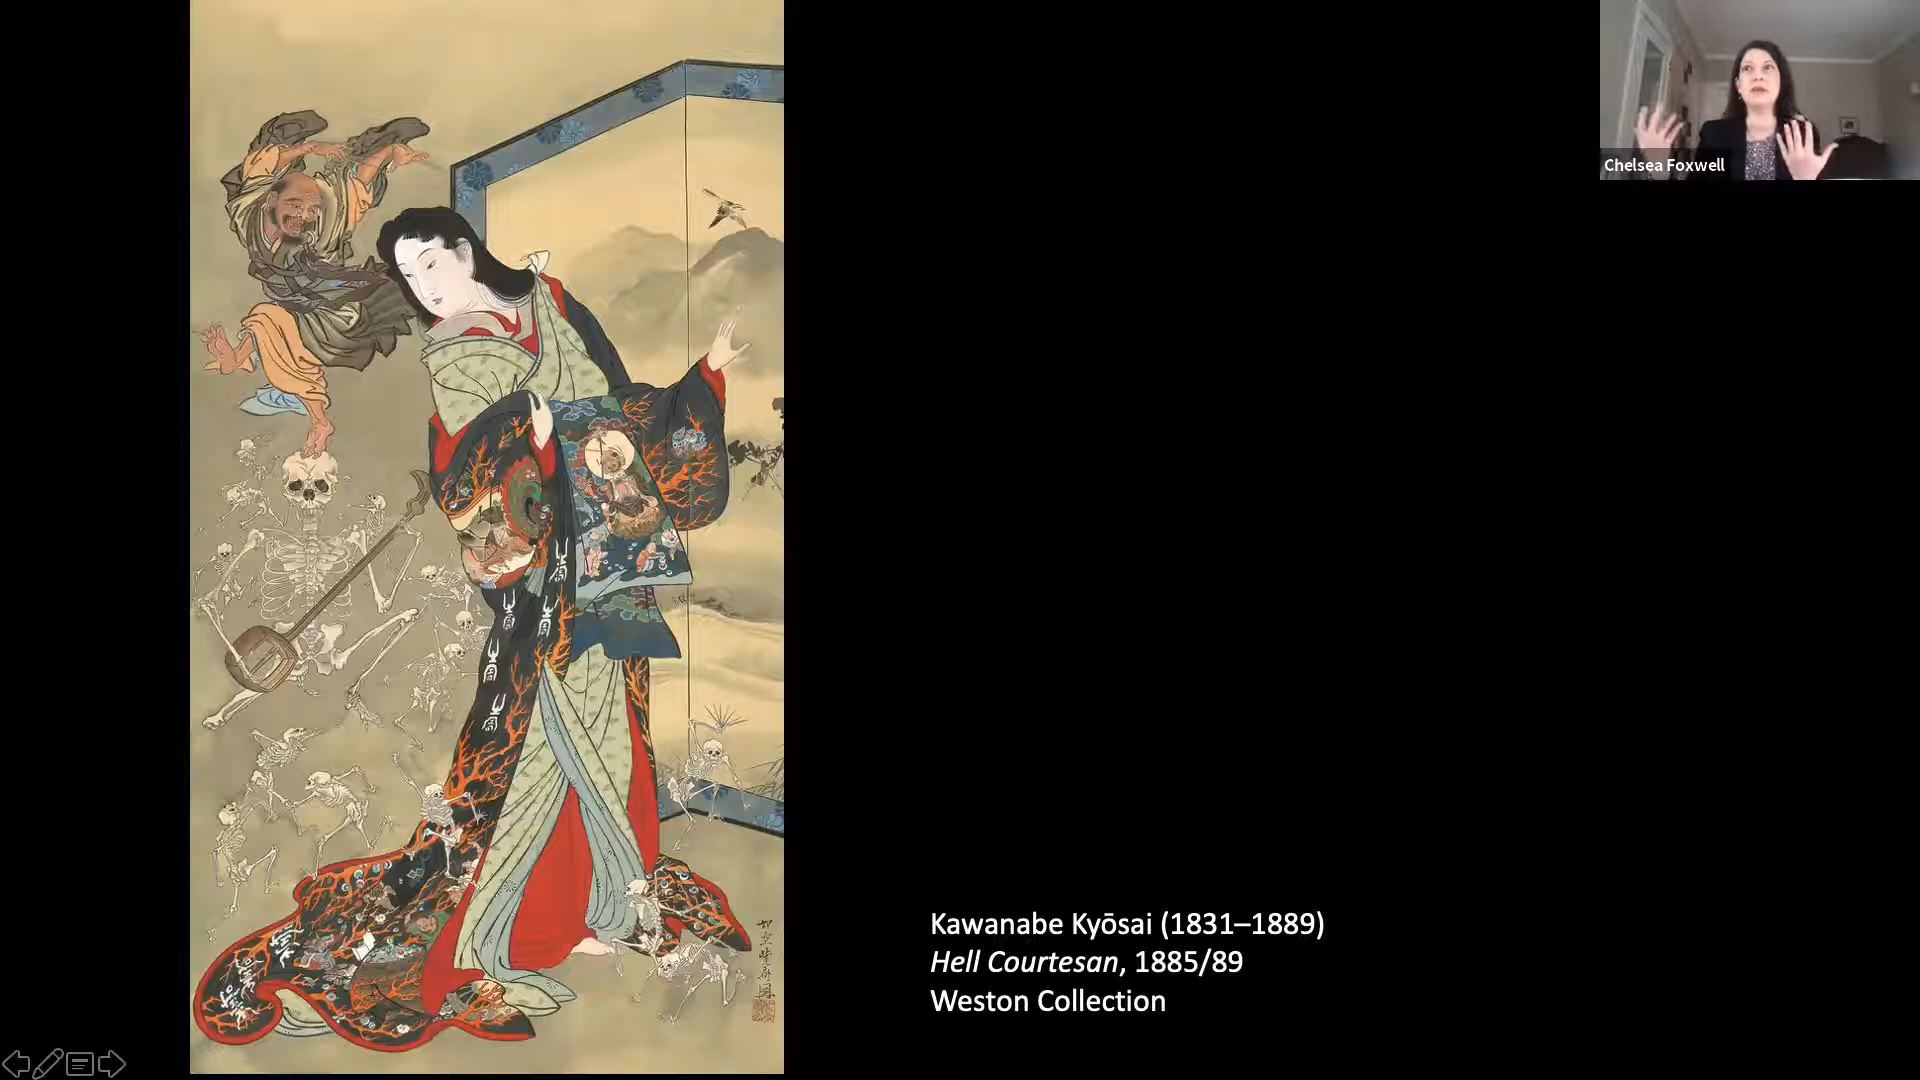 Chelsea Foxwell
Kawanabe Kyōsai (1831–1889)
Hell Courtesan, 1885/89
Weston Collection